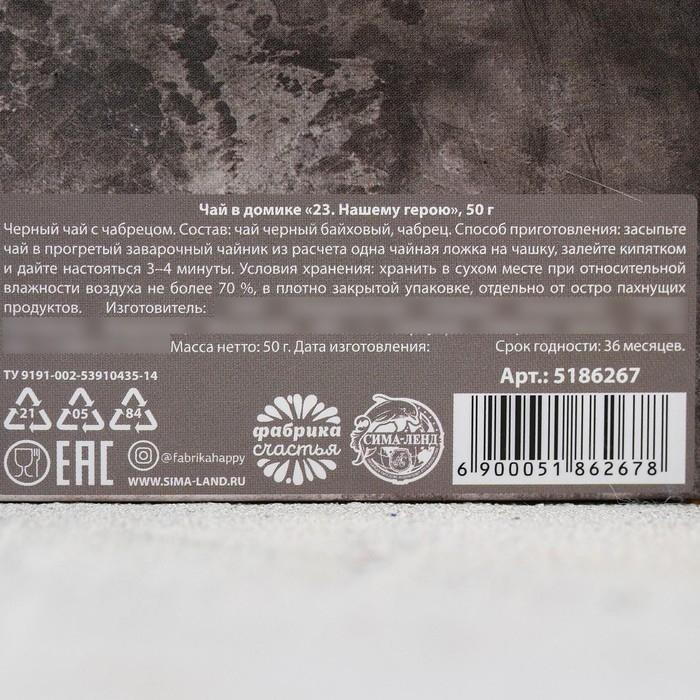 Чай в домике «23. Нашему герою», 50 г
Черный чай с чабрецом. Состав: чай черный байховый, чабрец. Способ приготовления: засыпьте
чай в прогретый заварочный чайник из расчета одна чайная ложка на чашку, залейте кипятком
и дайте настояться 3–4 минуты. Условия хранения: хранить в сухом месте при относительной
влажности воздуха не более 70 %, в плотно закрытой упаковке, отдельно от остро пахнущих
продуктов. Изготовитель:
Масса нетто: 50 г. Дата изготовления: Срок годности: 36 месяцев.
ТУ 9191-002-53910435-14
Арт.: 5186267
21 05 84
фабрика
счастья
СИМА-ЛЕНД
EAC
@fabrikahappy
WWW.SIMA-LAND.RU
6 900051 862678